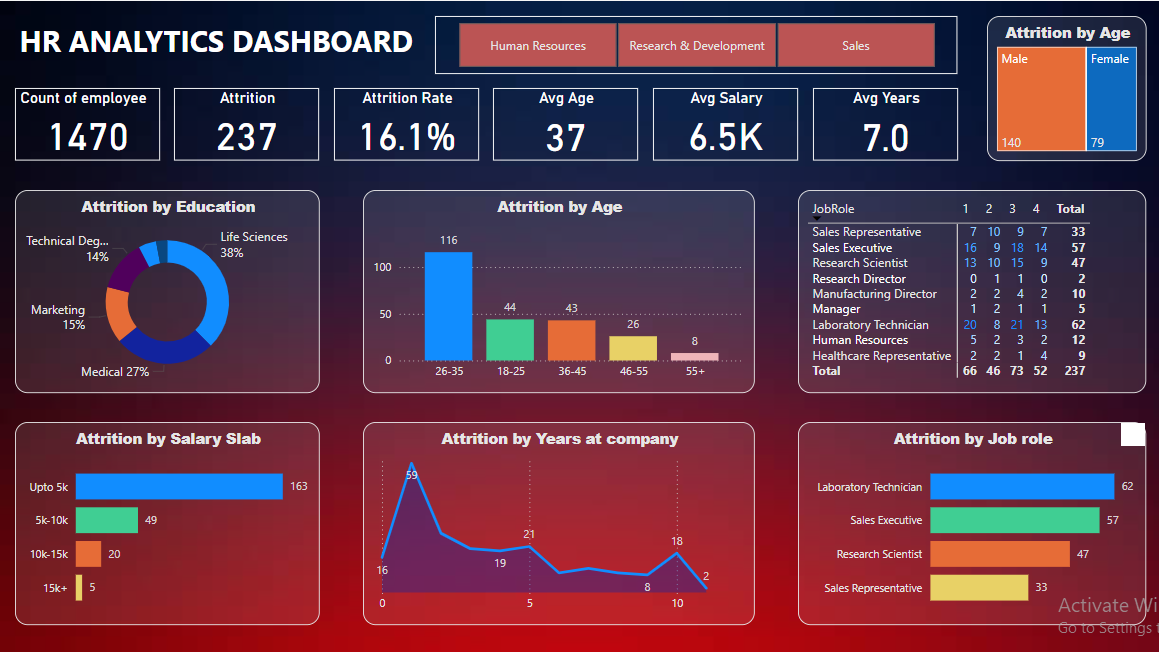 HR ANALYTICS DASHBOARD
Human Resources
Research & Development
Sales
Attrition by Age
Male
Female
140
79
Count of employee
1470
Attrition
237
Attrition Rate
16.1%
Avg Age
37
Avg Salary
6.5K
Avg Years
7.0
Attrition by Education
Technical Deg...
14%
Life Sciences
38%
Marketing
15%
Medical 27%
Attrition by Age
116
44
43
26
8
100
50
0
26-35 18-25 36-45 46-55 55+
JobRole 1 2 3 4 Total
Sales Representative 7 10 9 7 33
Sales Executive 16 9 18 14 57
Research Scientist 13 10 15 9 47
Research Director 0 1 1 0 2
Manufacturing Director 2 2 4 2 10
Manager 1 2 1 1 5
Laboratory Technician 20 8 21 13 62
Human Resources 5 2 3 2 12
Healthcare Representative 2 2 1 4 9
Total 66 46 73 52 237
Attrition by Salary Slab
Upto 5k 163
5k-10k 49
10k-15k 20
15k+ 5
Attrition by Years at company
59
16
19
21
8
18
2
0 5 10
Attrition by Job role
Laboratory Technician 62
Sales Executive 57
Research Scientist 47
Sales Representative 33
Activate Wi
Go to Settings t